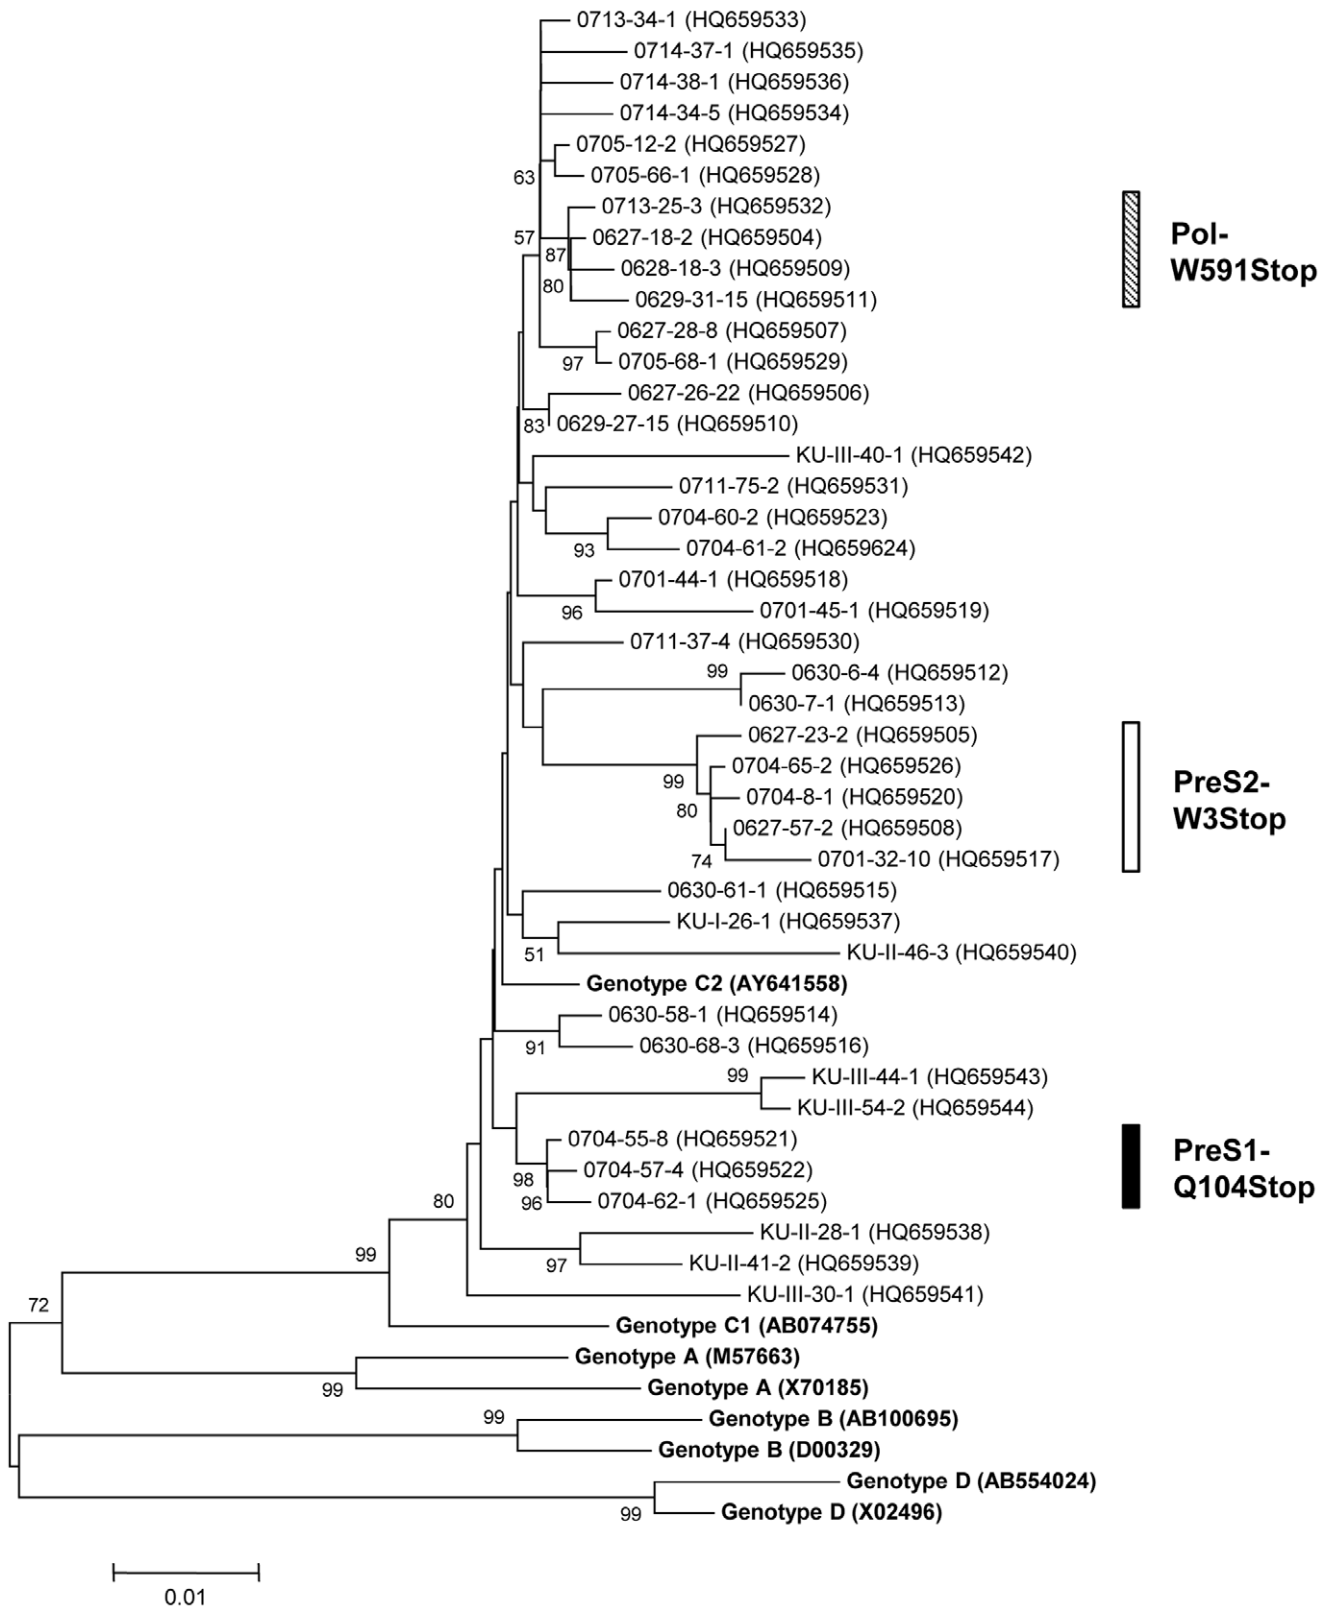 0713-34-1 (HQ659533)
0714-37-1 (HQ659535)
0714-38-1 (HQ659536)
0714-34-5 (HQ659534)
0705-12-2 (HQ659527)
63
0705-66-1 (HQ659528)
0713-25-3 (HQ659532)
57
0627-18-2 (HQ659504)
87
0628-18-3 (HQ659509)
80
0629-31-15 (HQ659511)
Pol-
W591Stop
0627-28-8 (HQ659507)
97
0705-68-1 (HQ659529)
0627-26-22 (HQ659506)
83
0629-27-15 (HQ659510)
KU-III-40-1 (HQ659542)
0711-75-2 (HQ659531)
0704-60-2 (HQ659523)
93
0704-61-2 (HQ659624)
0701-44-1 (HQ659518)
96
0701-45-1 (HQ659519)
0711-37-4 (HQ659530)
99
0630-6-4 (HQ659512)
0630-7-1 (HQ659513)
0627-23-2 (HQ659505)
99
0704-65-2 (HQ659526)
80
0704-8-1 (HQ659520)
0627-57-2 (HQ659508)
74
0701-32-10 (HQ659517)
PreS2-
W3Stop
0630-61-1 (HQ659515)
KU-I-26-1 (HQ659537)
51
KU-II-46-3 (HQ659540)
Genotype C2 (AY641558)
0630-58-1 (HQ659514)
91
0630-68-3 (HQ659516)
99
KU-III-44-1 (HQ659543)
KU-III-54-2 (HQ659544)
0704-55-8 (HQ659521)
98
0704-57-4 (HQ659522)
96
0704-62-1 (HQ659525)
PreS1-
Q104Stop
80
KU-II-28-1 (HQ659538)
99
97
KU-II-41-2 (HQ659539)
72
KU-III-30-1 (HQ659541)
Genotype C1 (AB074755)
Genotype A (M57663)
99
Genotype A (X70185)
99
Genotype B (AB100695)
Genotype B (D00329)
Genotype D (AB554024)
99
Genotype D (X02496)
0.01